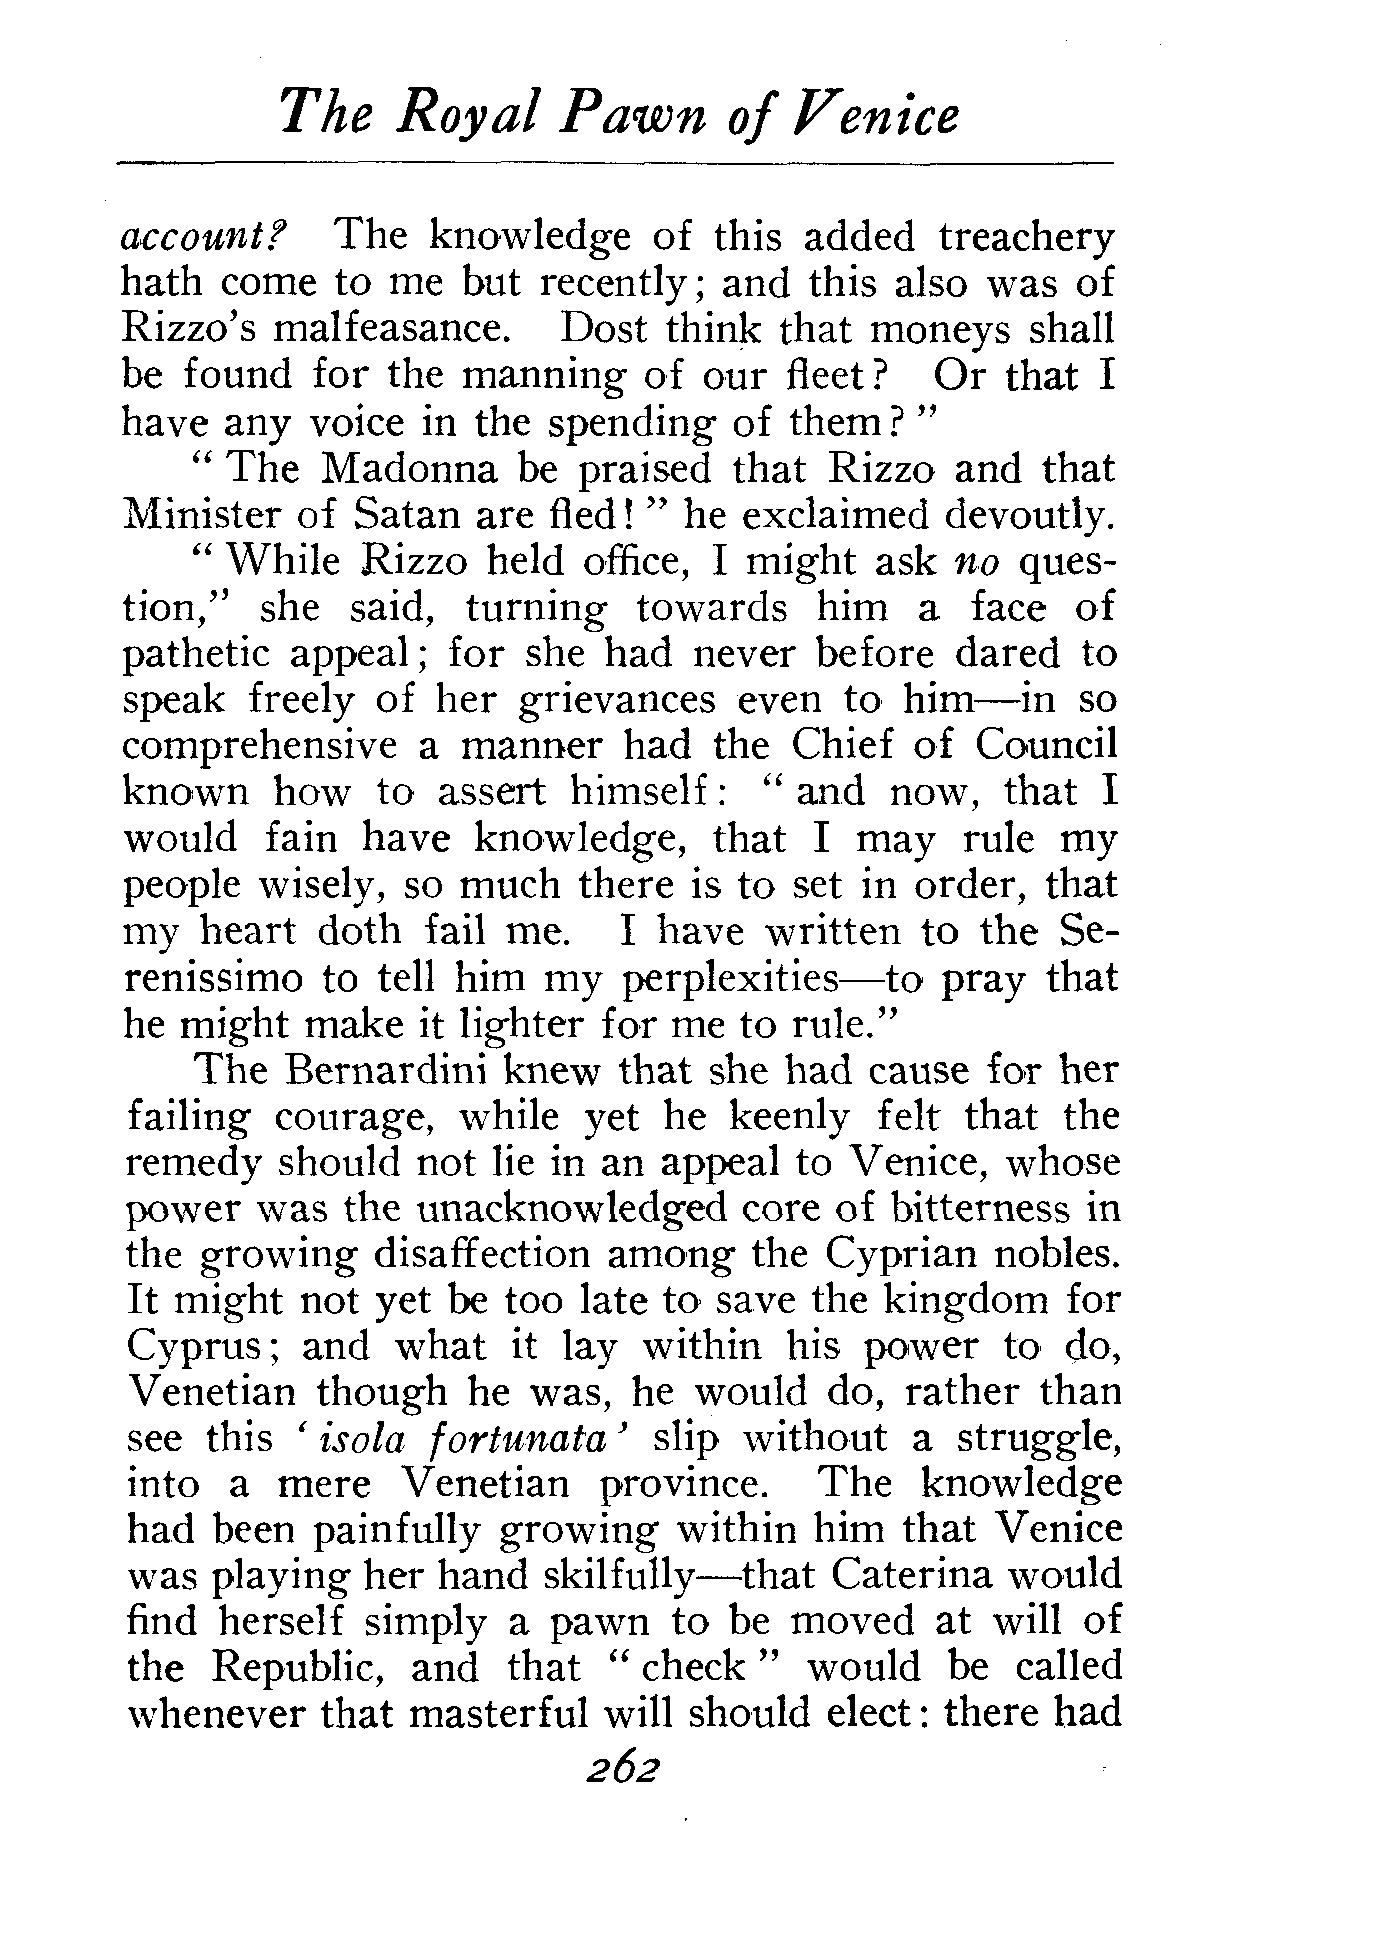 The Royal Pawn of Venice
account? The knowledge of this added treachery
hath come to me but recently; and this also was of
Rizzo's malfeasance. Dost think that moneys shall
be found for the manning of our fleet? Or that I
have any voice in the spending of them?"
"The Madonna be praised that Rizzo and that
Minister of Satan are fled!" he exclaimed devoutly.
"While Rizzo held office, I might ask no ques-
tion," she said, turning towards him a face of
pathetic appeal; for she had never before dared to
speak freely of her grievances even to him—in so
comprehensive a manner had the Chief of Council
known how to assert himself: "and now, that I
would fain have knowledge, that I may rule my
people wisely, so much there is to set in order, that
my heart doth fail me. I have written to the Se-
renissimo to tell him my perplexities—to pray that
he might make it lighter for me to rule."
The Bernardini knew that she had cause for her
failing courage, while yet he keenly felt that the
remedy should not lie in an appeal to Venice, whose
power was the unacknowledged core of bitterness in
the growing disaffection among the Cyprian nobles.
It might not yet be too late to save the kingdom for
Cyprus; and what it lay within his power to do,
Venetian though he was, he would do, rather than
see this 'isola fortunata' slip without a struggle,
into a mere Venetian province. The knowledge
had been painfully growing within him that Venice
was playing her hand skilfully—that Caterina would
find herself simply a pawn to be moved at will of
the Republic, and that "check" would be called
whenever that masterful will should elect: there had
262